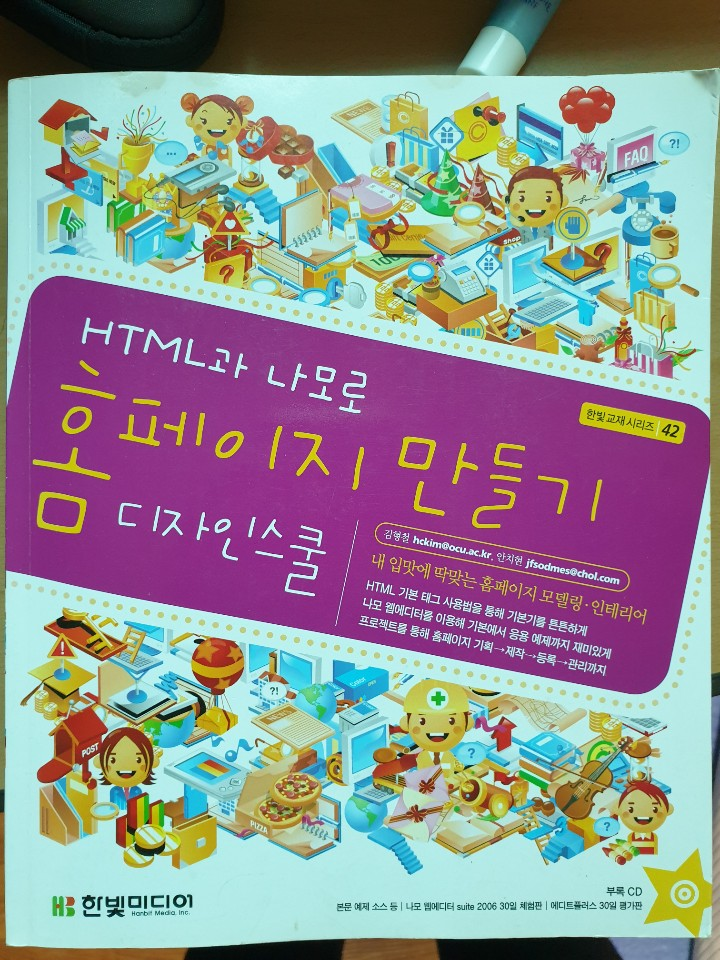 FAQ
?!
...
?
Shop
HTML과 나모로
한빛 교재 시리즈 42
홈페이지 만들기
디자인스쿨
김형철 hckim@ocu.ac.kr, 안치현 jfsodmes@chol.com
내 입맛에 딱맞는 홈페이지 모델링·인테리어
HTML 기본 태그 사용법을 통해 기본기를 튼튼하게
나모 웹에디터를 이용해 기본에서 응용 예제까지 재미있게
프로젝트를 통해 홈페이지 기획→제작→등록→관리까지
!
?!
POST
?
PIZZA
?
부록 CD
HB 한빛미디어
Hanbit Media, Inc.
본문 예제 소스 등 | 나모 웹에디터 suite 2006 30일 체험판 | 에디트플러스 30일 평가판